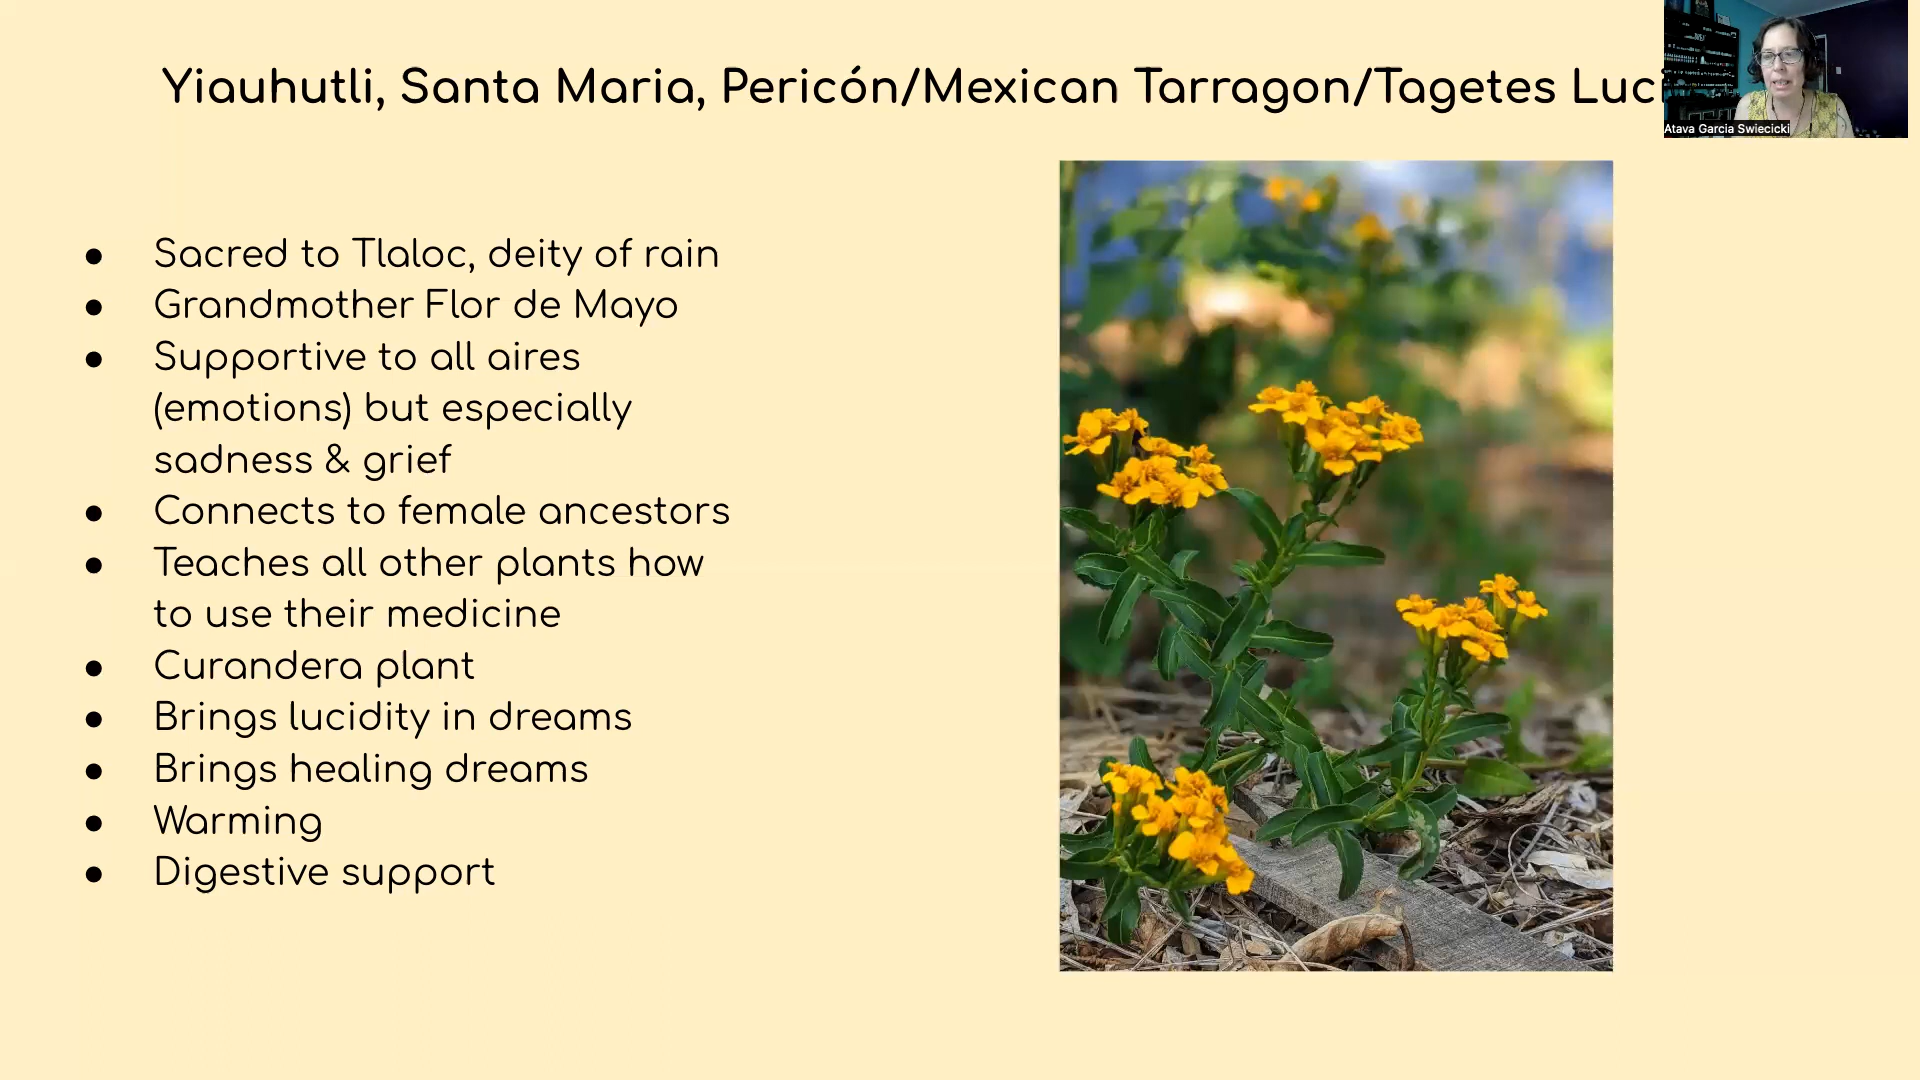 Yiauhutli, Santa Maria, Pericón/Mexican Tarragon/Tagetes Luci
Atava Garcia Swiecicki
● Sacred to Tlaloc, deity of rain
● Grandmother Flor de Mayo
● Supportive to all aires
(emotions) but especially
sadness & grief
● Connects to female ancestors
● Teaches all other plants how
to use their medicine
● Curandera plant
● Brings lucidity in dreams
● Brings healing dreams
● Warming
● Digestive support